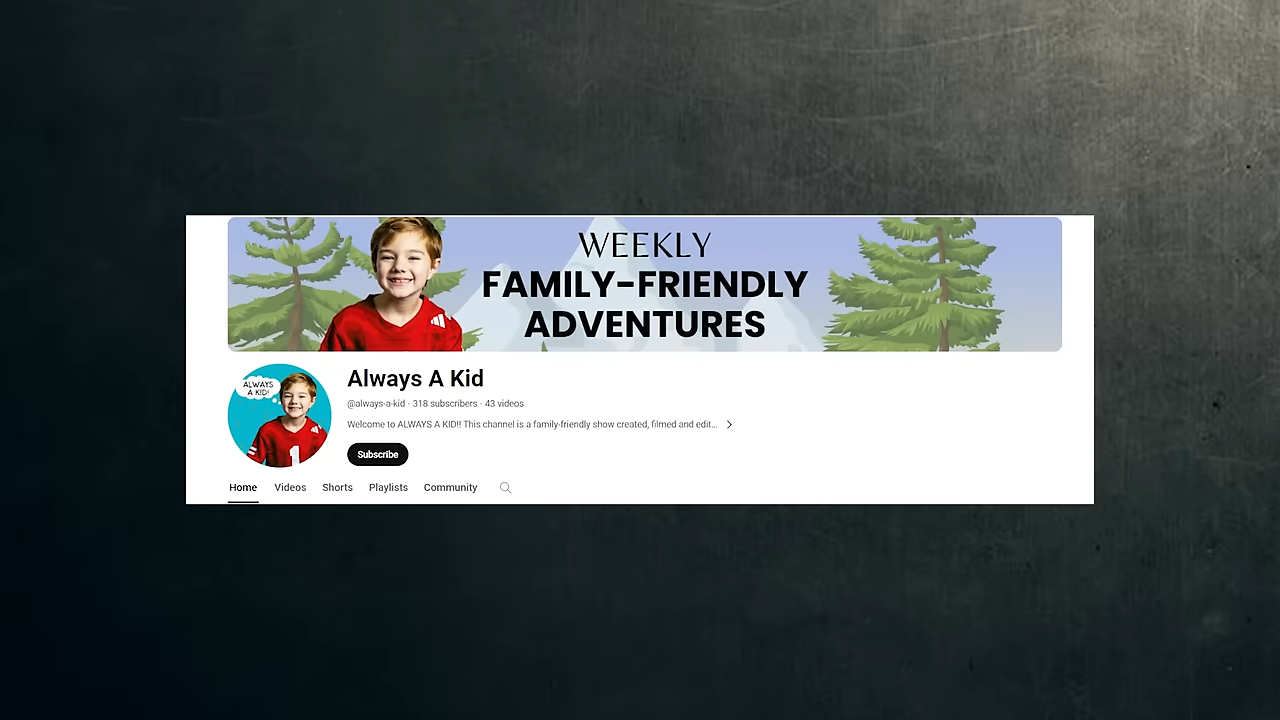 WEEKLY
FAMILY-FRIENDLY
ADVENTURES
ALWAYS
A KID!
Always A Kid
@always-a-kid · 318 subscribers · 43 videos
Welcome to ALWAYS A KID!! This channel is a family-friendly show created, filmed and edit...
Subscribe
1
Home Videos Shorts Playlists Community